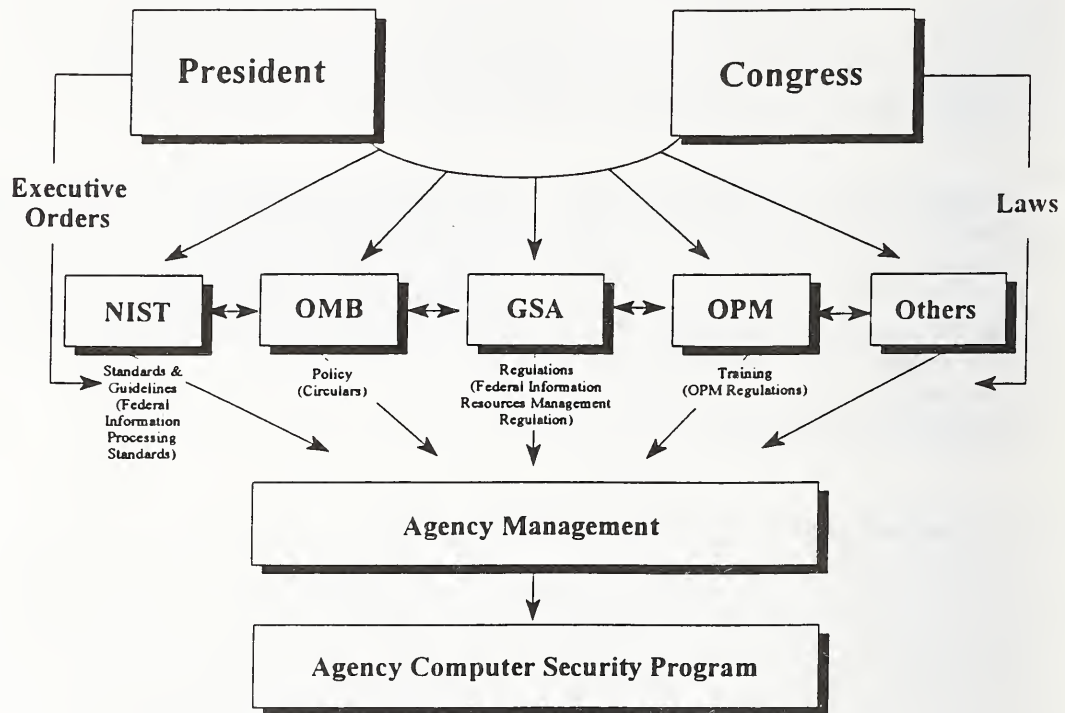 President
Congress
Executive
Orders
Laws
NIST
OMB
GSA
OPM
Others
Standards &
Guidelines
(Federal
Information
Processing
Standards)
Policy
(Circulars)
Regulations
(Federal Information
Resources Management
Regulation)
Training
(OPM Regulations)
Agency Management
Agency Computer Security Program